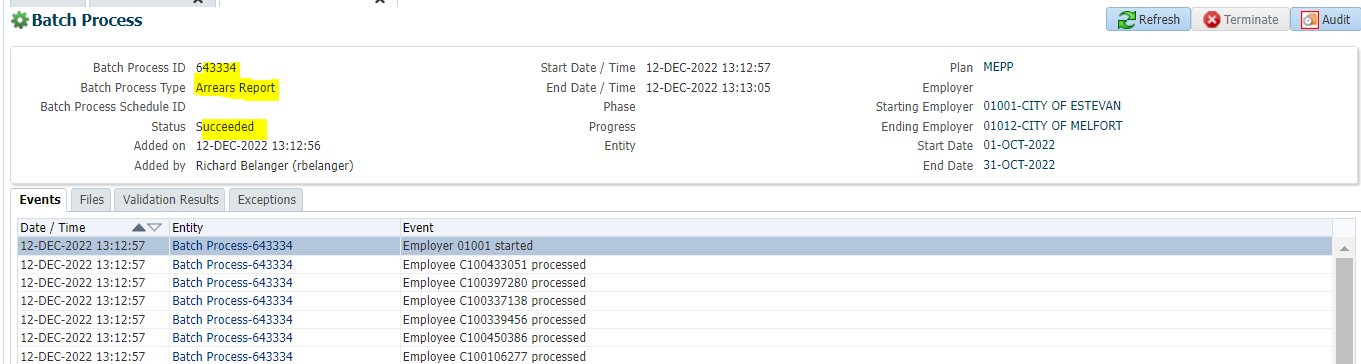 Batch Process
Refresh
Terminate
Audit
Batch Process ID 643334
Batch Process Type Arrears Report
Batch Process Schedule ID
Status Succeeded
Added on 12-DEC-2022 13:12:56
Added by Richard Belanger (rbelanger)
Start Date / Time 12-DEC-2022 13:12:57
End Date / Time 12-DEC-2022 13:13:05
Phase
Progress
Entity
Plan MEPP
Employer
Starting Employer 01001-CITY OF ESTEVAN
Ending Employer 01012-CITY OF MELFORT
Start Date 01-OCT-2022
End Date 31-OCT-2022
Events Files Validation Results Exceptions
Date / Time Entity Event
12-DEC-2022 13:12:57 Batch Process-643334 Employer 01001 started
12-DEC-2022 13:12:57 Batch Process-643334 Employee C100433051 processed
12-DEC-2022 13:12:57 Batch Process-643334 Employee C100397280 processed
12-DEC-2022 13:12:57 Batch Process-643334 Employee C100337138 processed
12-DEC-2022 13:12:57 Batch Process-643334 Employee C100339456 processed
12-DEC-2022 13:12:57 Batch Process-643334 Employee C100450386 processed
12-DEC-2022 13:12:57 Batch Process-643334 Employee C100106277 processed